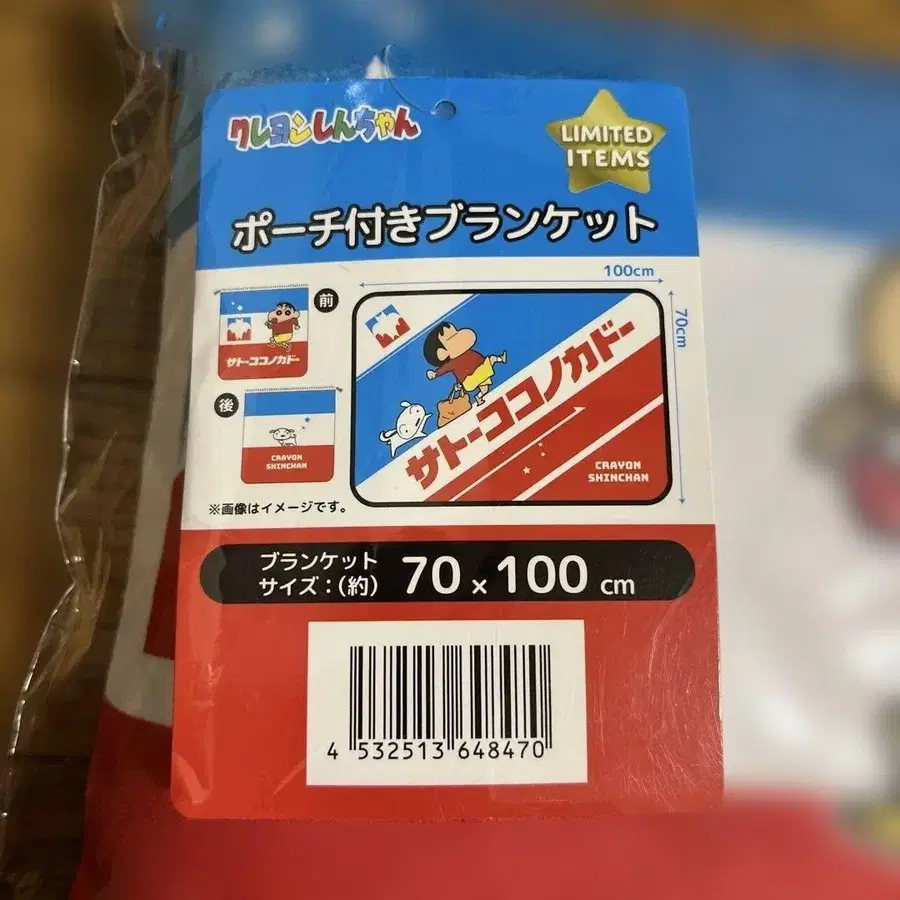 クレヨンしんちゃん
LIMITED
ITEMS
ポーチ付きブランケット
100cm
70cm
前
サトーココノカドー
後
CRAYON
SHINCHAN
サトーココノカドー
CRAYON
SHINCHAN
※画像はイメージです。
ブランケット
サイズ:(約) 70 x 100 cm
4 532513 648470